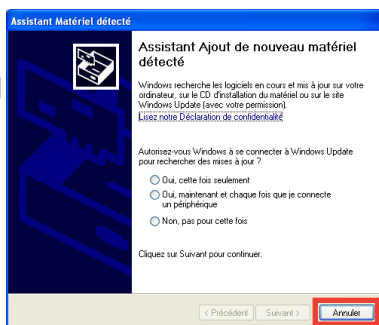 Assistant Matériel détecté
Assistant Ajout de nouveau matériel
détecté
Windows recherche les logiciels en cours et mis à jour sur votre
ordinateur, sur le CD d'installation du matériel ou sur le site
Windows Update (avec votre permission).
Lisez notre Déclaration de confidentialité
Autorisez-vous Windows à se connecter à Windows Update
pour rechercher des mises à jour ?
Oui, cette fois seulement
Oui, maintenant et chaque fois que je connecte
un périphérique
Non, pas pour cette fois
Cliquez sur Suivant pour continuer.
< Précédent Suivant > Annuler